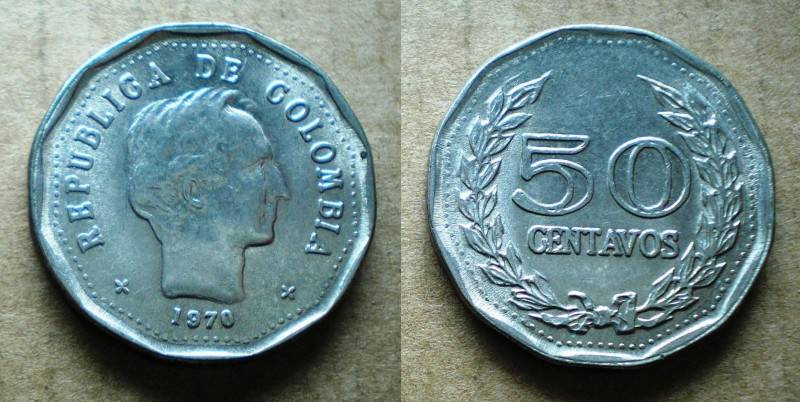 REPUBLICA DE COLOMBIA
1970
50
CENTAVOS